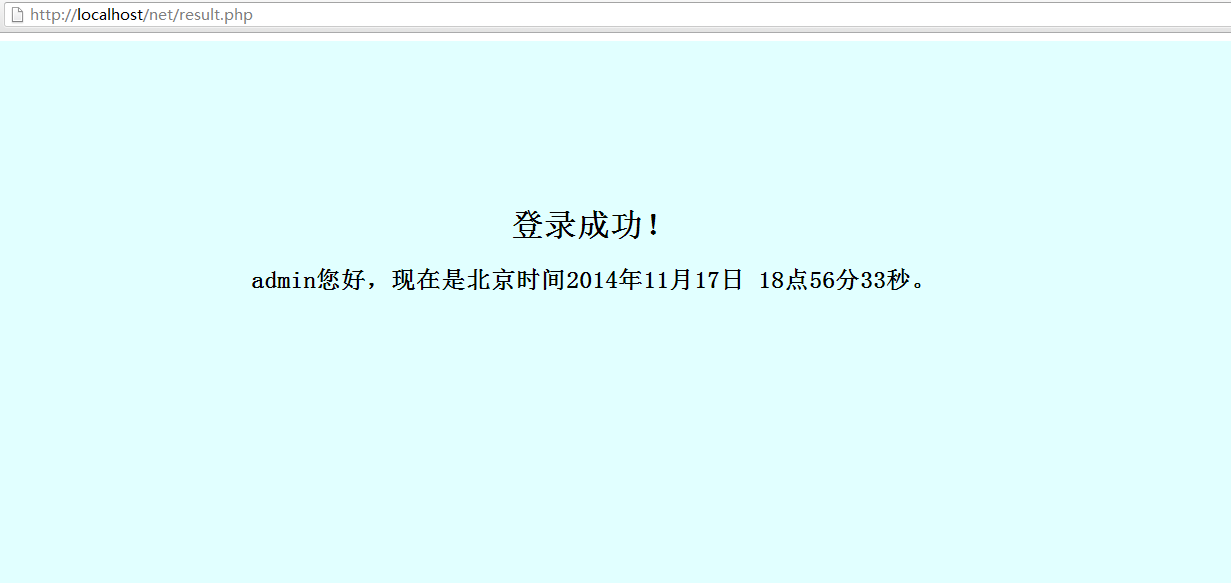 http://localhost/net/result.php
登录成功！
admin您好，现在是北京时间2014年11月17日 18点56分33秒。